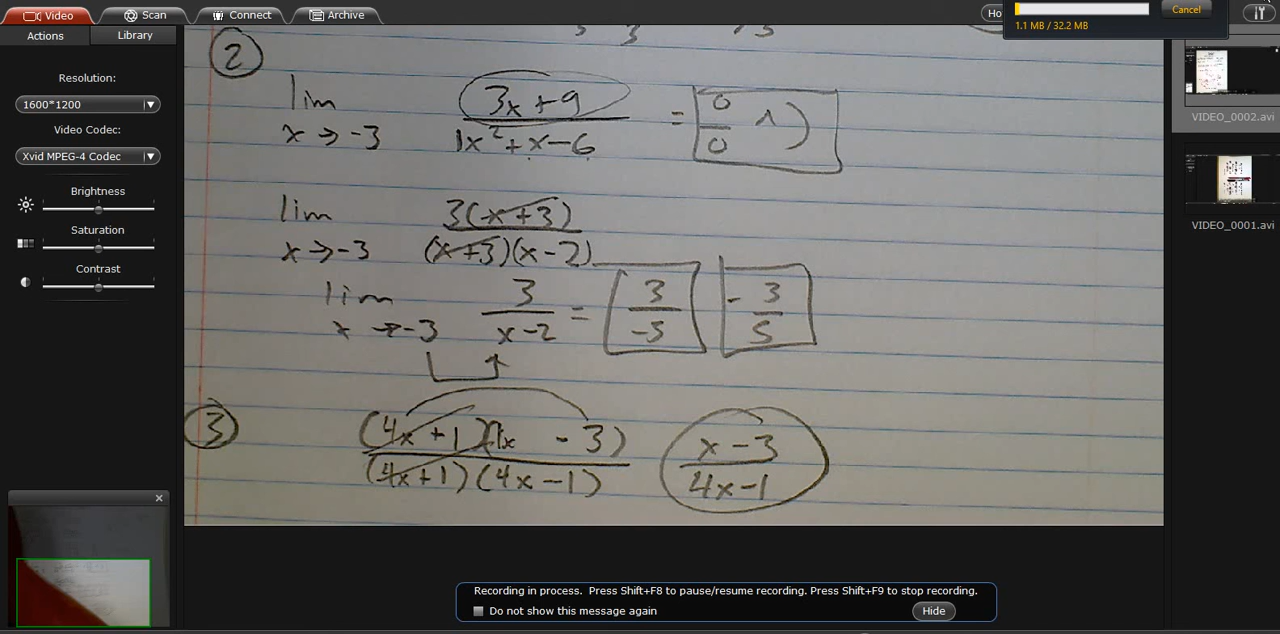 Video
Scan
Connect
Archive
Ho
Cancel
1.1 MB / 32.2 MB
Actions
Library
Resolution:
1600*1200
Video Codec:
Xvid MPEG-4 Codec
Brightness
Saturation
Contrast
VIDEO_0002.avi
VIDEO_0001.avi
2
lim x → -3 (3x + 9)/(1x² + x - 6) = 0/0
lim x → -3 3(x + 3)/((x + 3)(x - 2))
lim x → -3 3/(x - 2) = 3/-5 - 3/5
3
(4x + 1)(1x - 3)/((4x + 1)(4x - 1)) (x - 3)/(4x - 1)
Recording in process. Press Shift+F8 to pause/resume recording. Press Shift+F9 to stop recording.
Do not show this message again
Hide